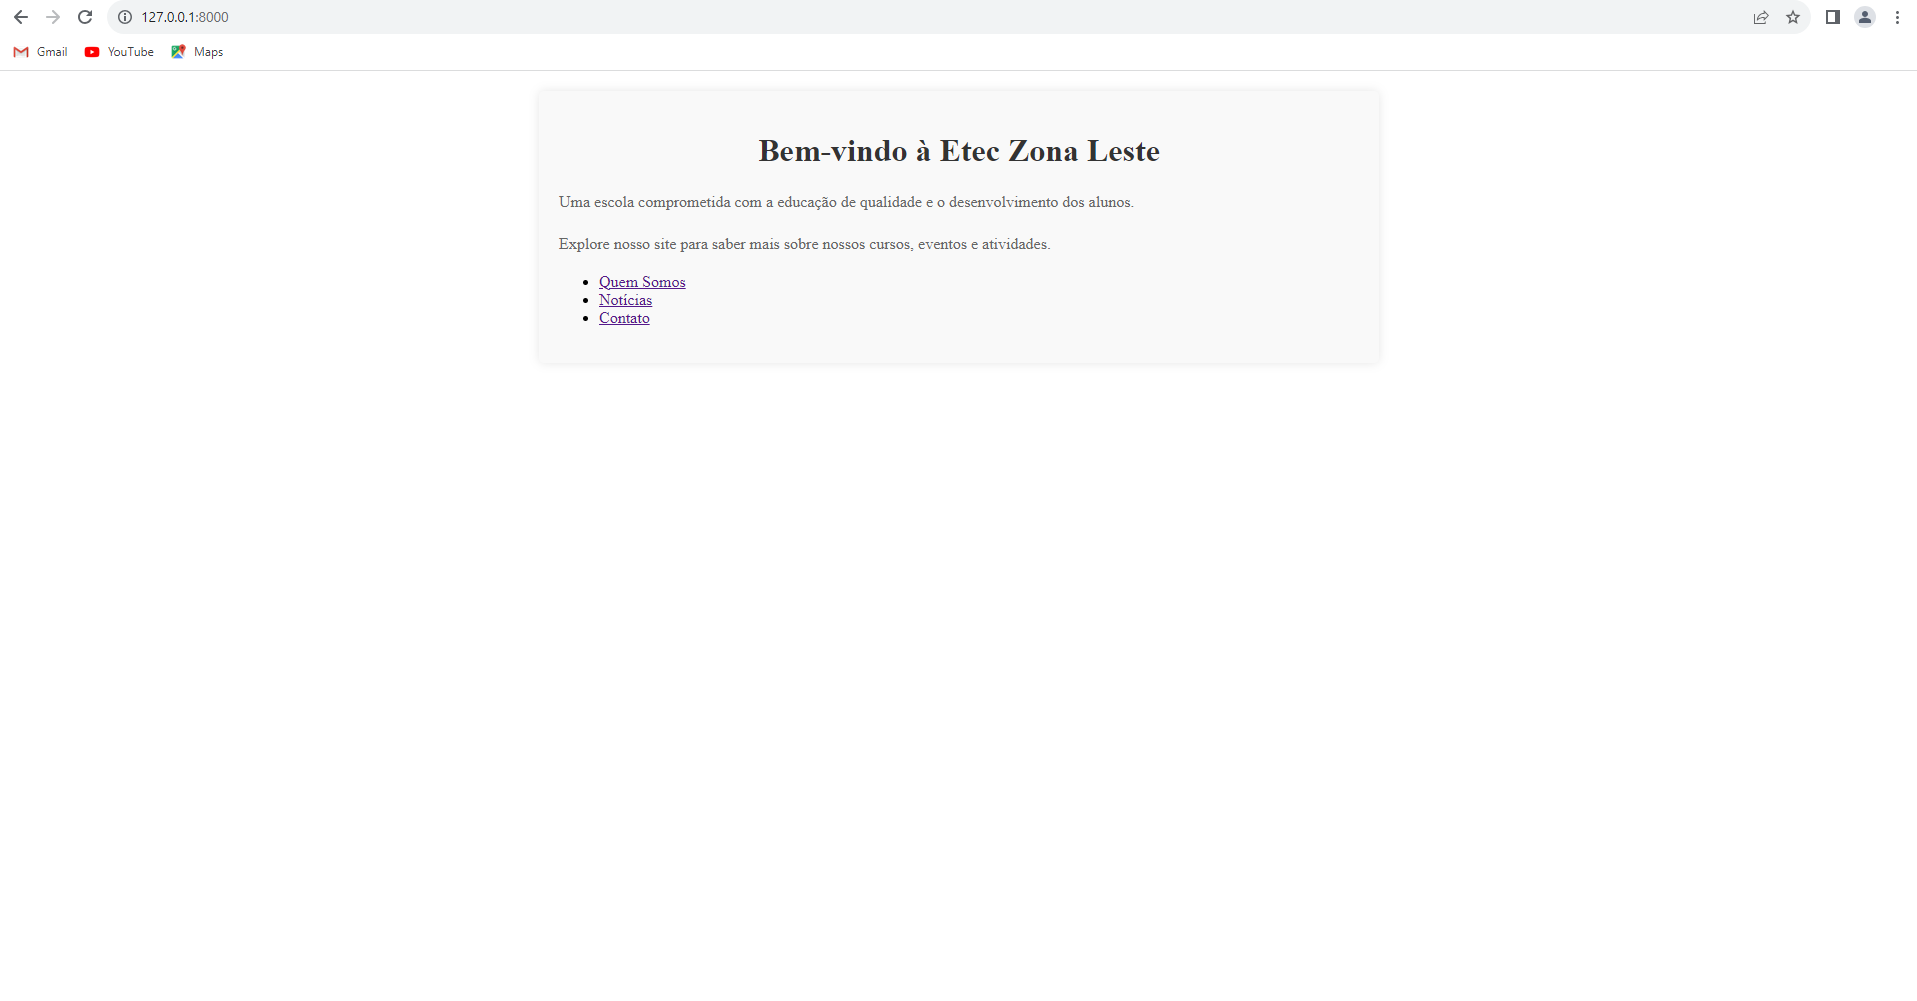 127.0.0.1:8000
Gmail YouTube Maps
Bem-vindo à Etec Zona Leste
Uma escola comprometida com a educação de qualidade e o desenvolvimento dos alunos.
Explore nosso site para saber mais sobre nossos cursos, eventos e atividades.
Quem Somos
Notícias
Contato